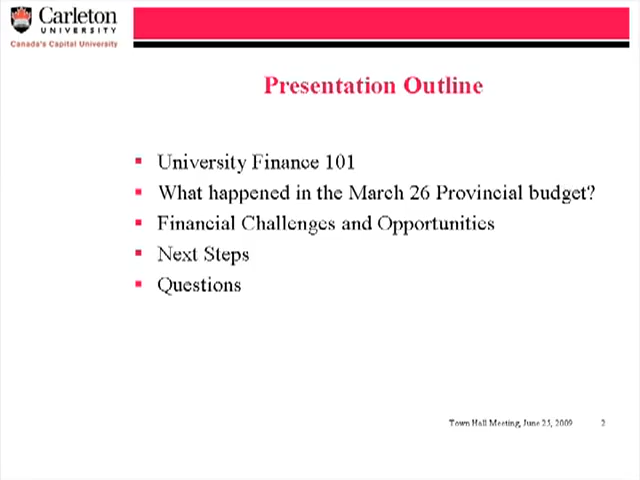 Carleton
UNIVERSITY
Canada's Capital University
Presentation Outline
University Finance 101
What happened in the March 26 Provincial budget?
Financial Challenges and Opportunities
Next Steps
Questions
Town Hall Meeting, June 25, 2009 2